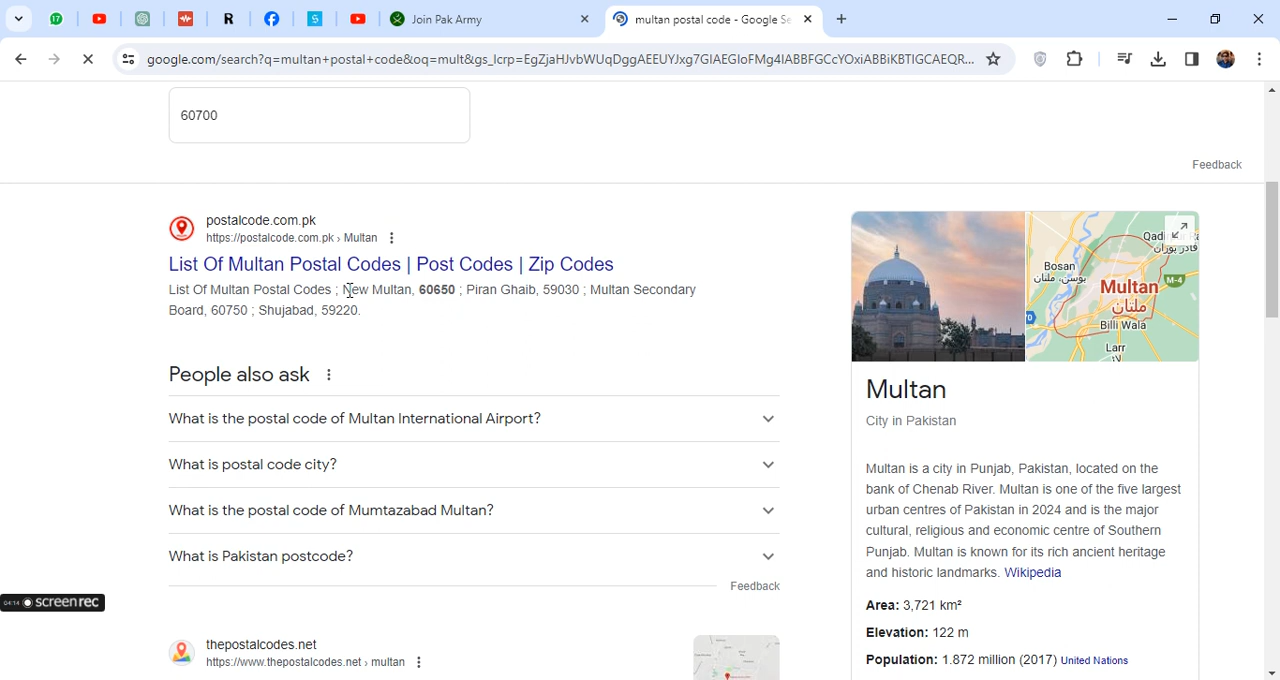 Join Pak Army
multan postal code - Google Se
google.com/search?q=multan+postal+code&oq=mult&gs_lcrp=EgZjaHJvbWUqDggAEEUYJxg7GIAEGIoFMg4IABBFGCcYOxiABBiKBTIGCAEQR...
60700
Feedback
postalcode.com.pk
https://postalcode.com.pk › Multan
List Of Multan Postal Codes | Post Codes | Zip Codes
List Of Multan Postal Codes ; New Multan, 60650 ; Piran Ghaib, 59030 ; Multan Secondary
Board, 60750 ; Shujabad, 59220.
People also ask
What is the postal code of Multan International Airport?
What is postal code city?
What is the postal code of Mumtazabad Multan?
What is Pakistan postcode?
Feedback
thepostalcodes.net
https://www.thepostalcodes.net › multan
Bosan
بوسن، ملتان
M-4
Multan
ملتان
70
Billi Wala
Larr
لاڑ
Multan
City in Pakistan
Multan is a city in Punjab, Pakistan, located on the
bank of Chenab River. Multan is one of the five largest
urban centres of Pakistan in 2024 and is the major
cultural, religious and economic centre of Southern
Punjab. Multan is known for its rich ancient heritage
and historic landmarks. Wikipedia
Area: 3,721 km²
Elevation: 122 m
Population: 1.872 million (2017) United Nations
04:14 screenrec